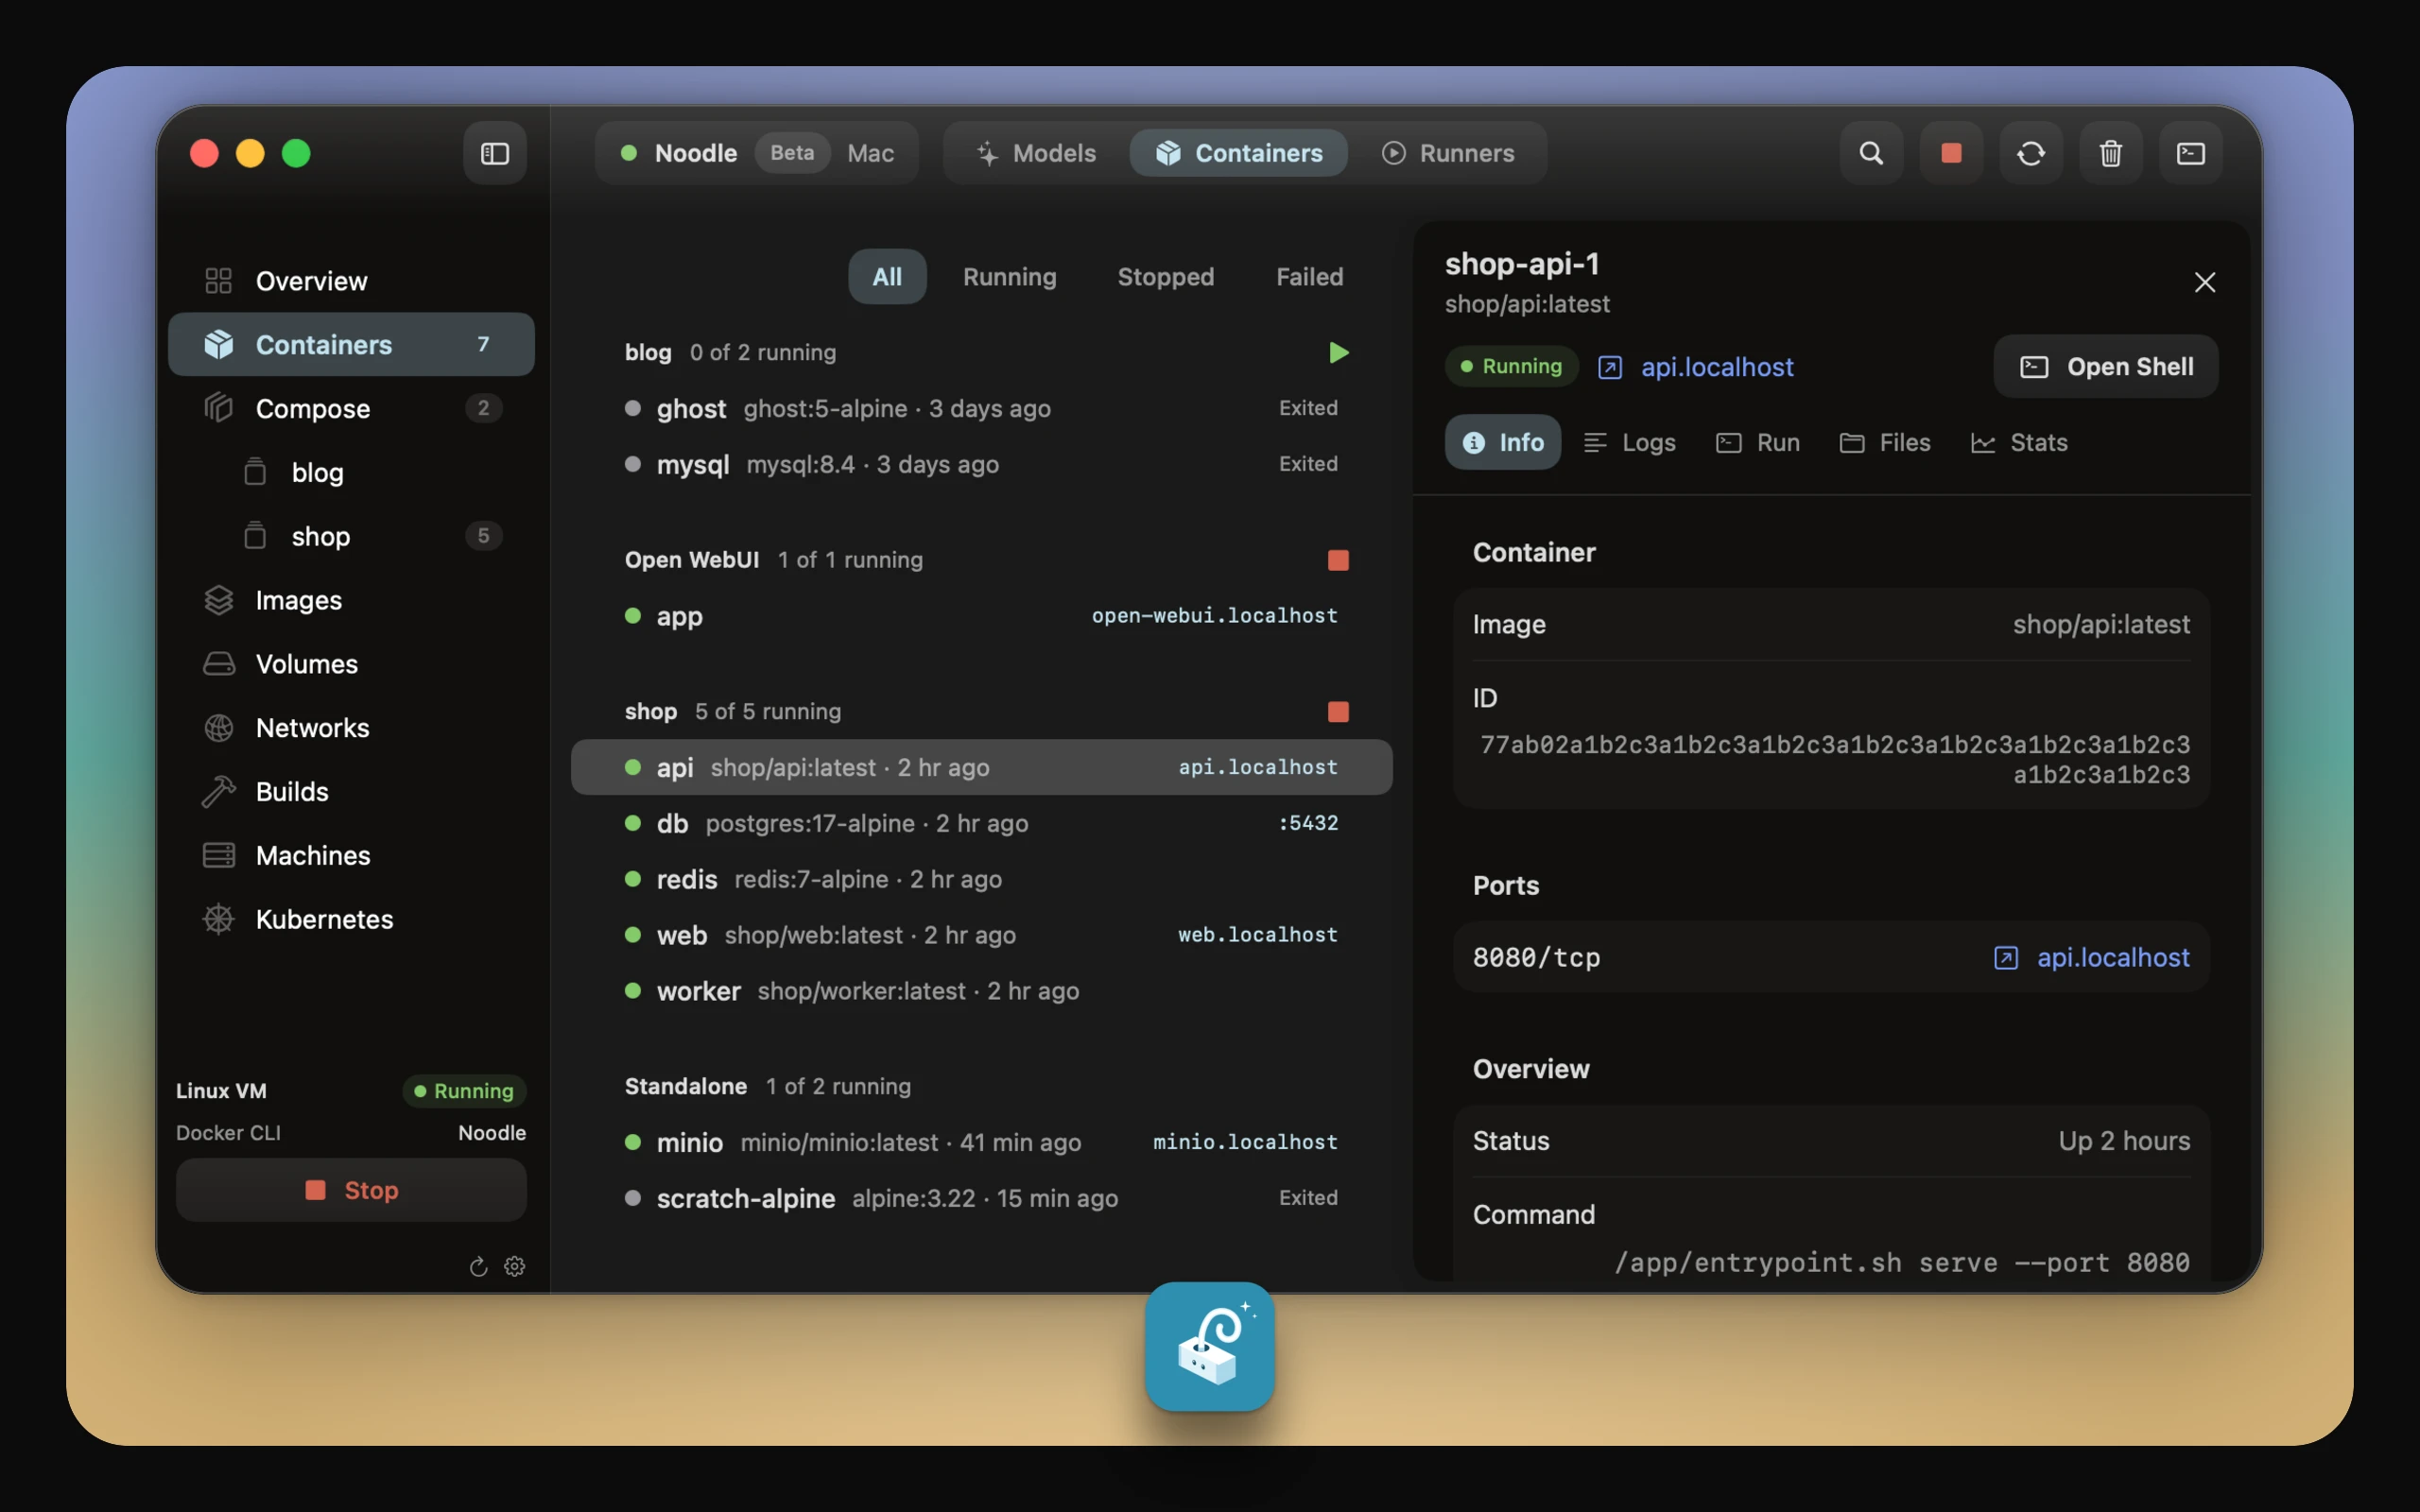 Noodle Beta Mac
Models Containers Runners
Overview
Containers 7
Compose 2
blog
shop 5
Images
Volumes
Networks
Builds
Machines
Kubernetes
Linux VM Running
Docker CLI Noodle
Stop
All Running Stopped Failed
blog 0 of 2 running
ghost ghost:5-alpine · 3 days ago Exited
mysql mysql:8.4 · 3 days ago Exited
Open WebUI 1 of 1 running
app open-webui.localhost
shop 5 of 5 running
api shop/api:latest · 2 hr ago api.localhost
db postgres:17-alpine · 2 hr ago :5432
redis redis:7-alpine · 2 hr ago
web shop/web:latest · 2 hr ago web.localhost
worker shop/worker:latest · 2 hr ago
Standalone 1 of 2 running
minio minio/minio:latest · 41 min ago minio.localhost
scratch-alpine alpine:3.22 · 15 min ago Exited
shop-api-1
shop/api:latest
Running api.localhost Open Shell
Info Logs Run Files Stats
Container
Image shop/api:latest
ID
77ab02a1b2c3a1b2c3a1b2c3a1b2c3a1b2c3a1b2c3a1b2c3
a1b2c3a1b2c3
Ports
8080/tcp api.localhost
Overview
Status Up 2 hours
Command
/app/entrypoint.sh serve --port 8080